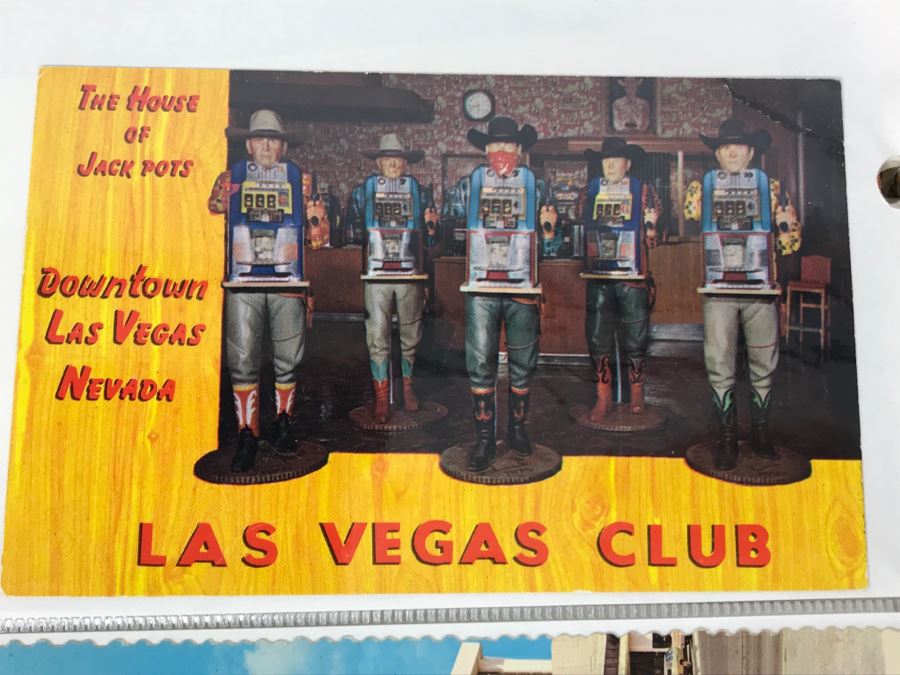 The House
of
Jack Pots
Downtown
Las Vegas
Nevada
LAS VEGAS CLUB